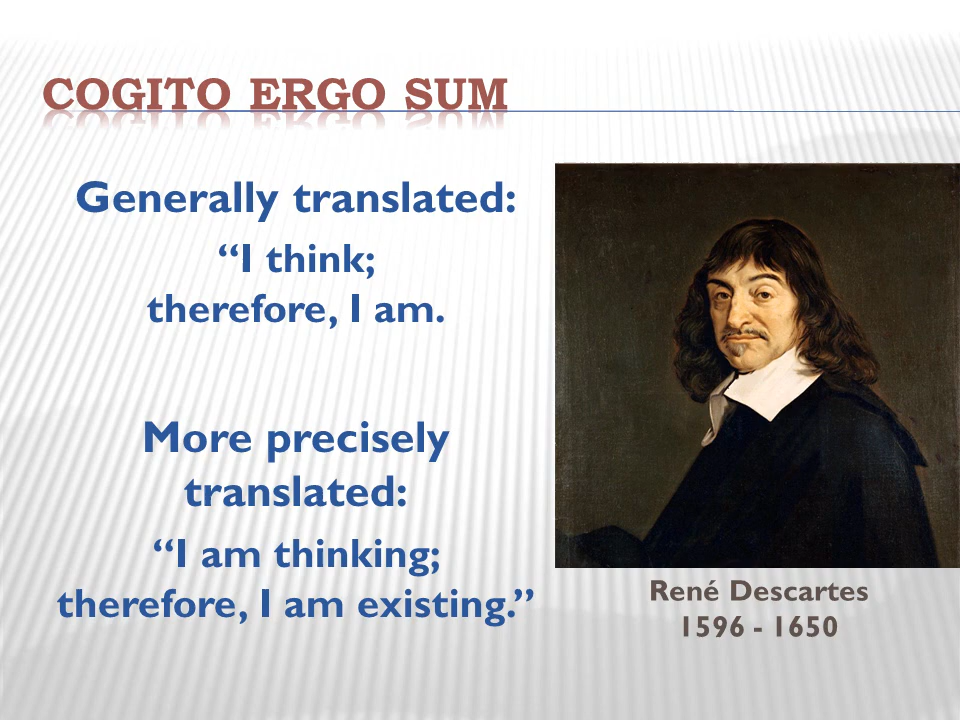 COGITO ERGO SUM
Generally translated:
“I think;
therefore, I am.
More precisely
translated:
“I am thinking;
therefore, I am existing.”
René Descartes
1596 - 1650